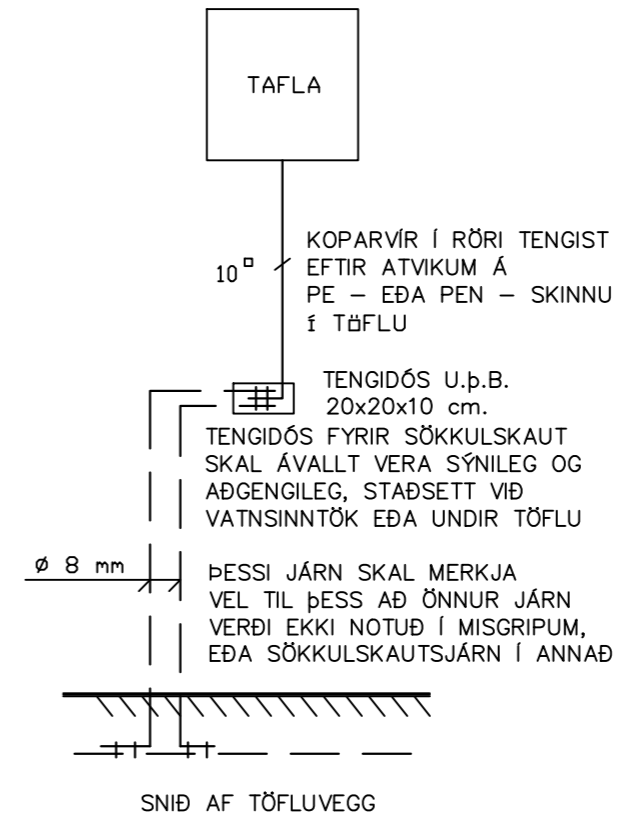 TAFLA
KOPARVÍR Í RÖRI TENGIST
10¤ EFTIR ATVIKUM Á
PE – EÐA PEN – SKINNU
í TöFLU
TENGIDÓS U.þ.B.
20x20x10 cm.
TENGIDÓS FYRIR SÖKKULSKAUT
SKAL ÁVALLT VERA SÝNILEG OG
AÐGENGILEG, STAÐSETT VIÐ
VATNSINNTÖK EÐA UNDIR TÖFLU
ø 8 mm
ÞESSI JÁRN SKAL MERKJA
VEL TIL þESS AÐ ÖNNUR JÁRN
VERÐI EKKI NOTUÐ Í MISGRIPUM,
EÐA SÖKKULSKAUTSJÁRN Í ANNAÐ
SNIÐ AF TÖFLUVEGG